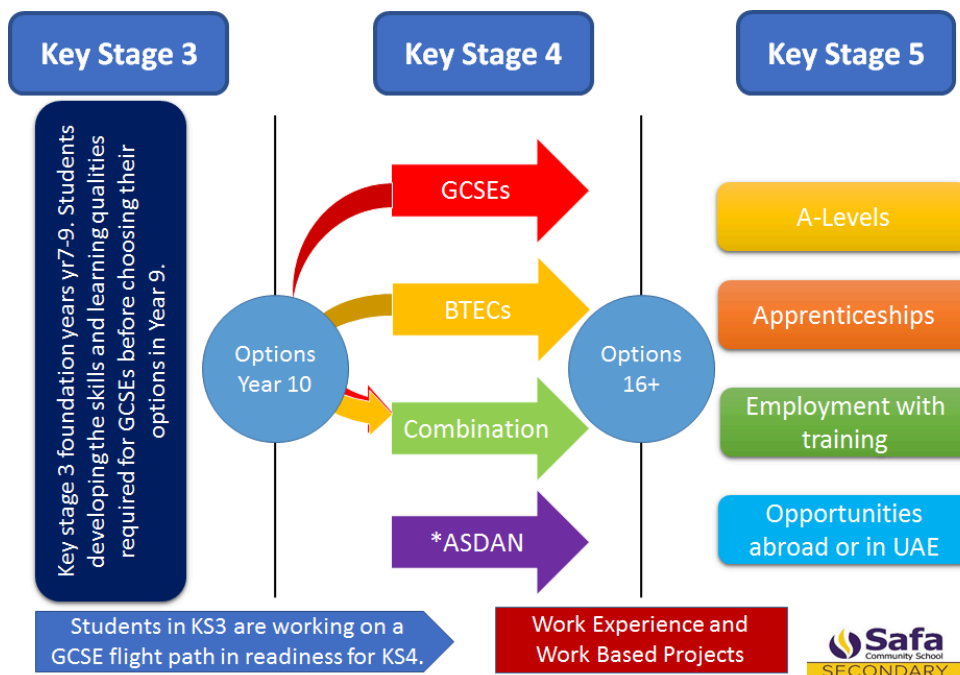 Key Stage 3
Key Stage 4
Key Stage 5
Key stage 3 foundation years yr7-9. Students
developing the skills and learning qualities
required for GCSEs before choosing their
options in Year 9.
Options
Year 10
GCSEs
BTECs
Combination
*ASDAN
Options
16+
A-Levels
Apprenticeships
Employment with
training
Opportunities
abroad or in UAE
Students in KS3 are working on a
GCSE flight path in readiness for KS4.
Work Experience and
Work Based Projects
Safa
Community School
SECONDARY